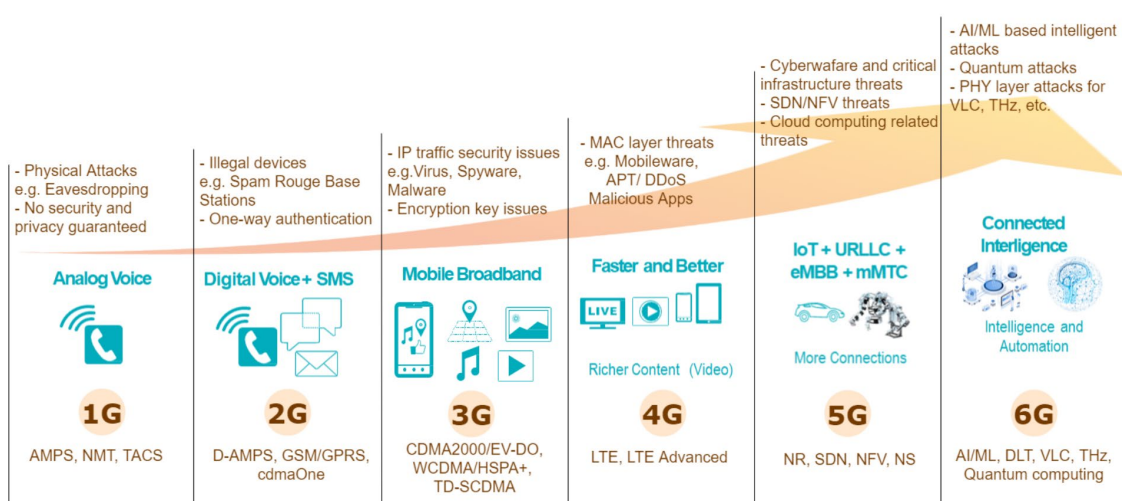 - Physical Attacks
e.g. Eavesdropping
- No security and
privacy guaranteed
Analog Voice
1G
AMPS, NMT, TACS
- Illegal devices
e.g. Spam Rouge Base
Stations
- One-way authentication
Digital Voice + SMS
2G
D-AMPS, GSM/GPRS,
cdmaOne
- IP traffic security issues
e.g.Virus, Spyware,
Malware
- Encryption key issues
Mobile Broadband
3G
CDMA2000/EV-DO,
WCDMA/HSPA+,
TD-SCDMA
- MAC layer threats
e.g. Mobileware,
APT/ DDoS
Malicious Apps
Faster and Better
LIVE
Richer Content (Video)
4G
LTE, LTE Advanced
- Cyberwafare and critical
infrastructure threats
- SDN/NFV threats
- Cloud computing related
threats
IoT + URLLC +
eMBB + mMTC
More Connections
5G
NR, SDN, NFV, NS
- AI/ML based intelligent
attacks
- Quantum attacks
- PHY layer attacks for
VLC, THz, etc.
Connected
Interligence
Intelligence and
Automation
6G
AI/ML, DLT, VLC, THz,
Quantum computing